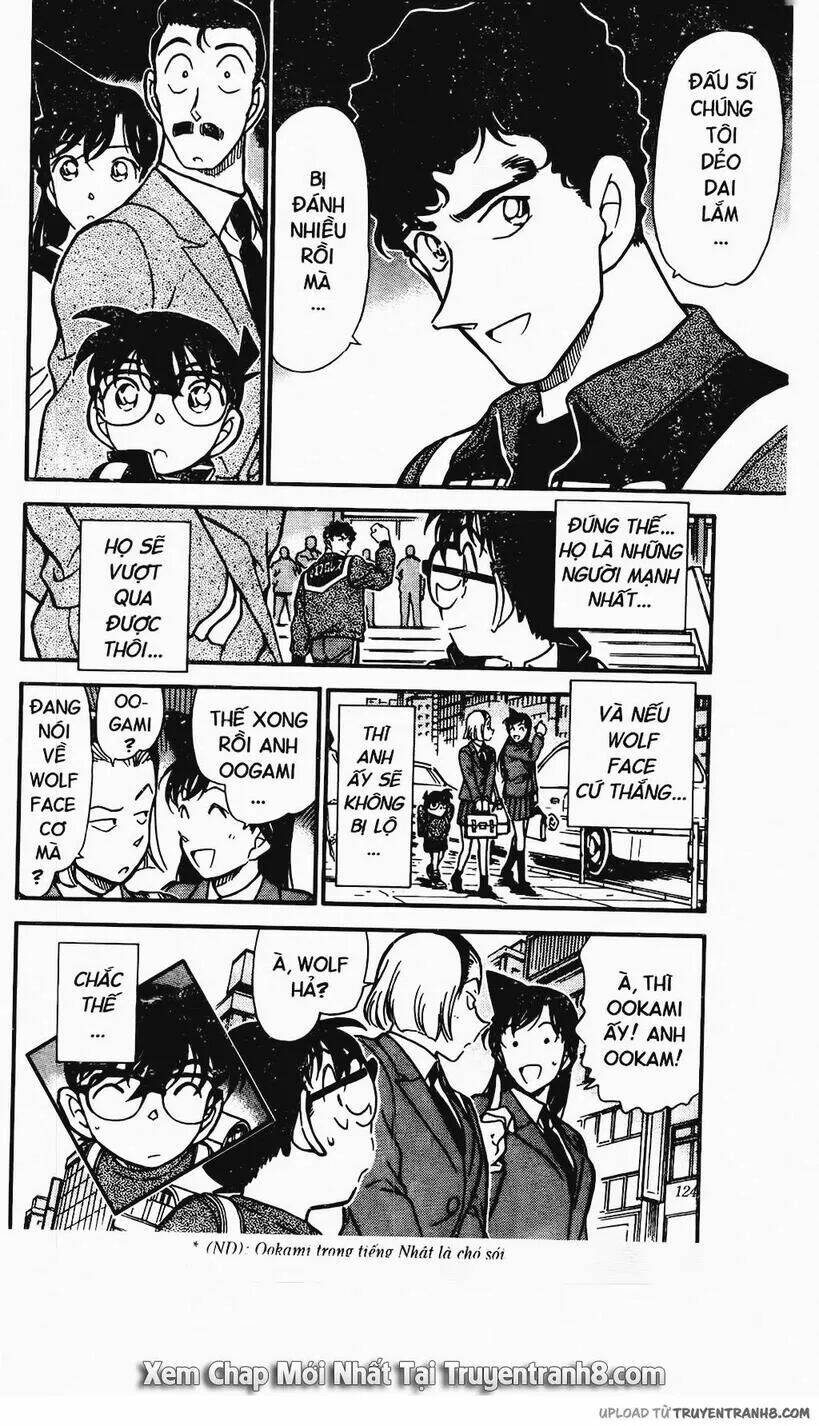 ĐẤU SĨ
CHÚNG
TÔI
DẺO
DAI
LẮM
...
BỊ
ĐÁNH
NHIỀU
RỒI
MÀ
...
ĐÚNG THẾ...
HỌ LÀ NHỮNG
NGƯỜI MẠNH
NHẤT...
HỌ SẼ
VƯỢT
QUA
ĐƯỢC
THÔI...
VÀ NẾU
WOLF
FACE
CỨ THẮNG...
THÌ
ANH
ẤY SẼ
KHÔNG
BỊ LỘ
...
THẾ XONG
RỒI ANH
OOGAMI
...
OO-
GAMI
?
ĐANG
NÓI
VỀ
WOLF
FACE
CƠ
MÀ
?
À, THÌ
OOKAMI
ẤY! ANH
OOKAM!
À, WOLF
HẢ?
CHẮC
THẾ
...
124
* (ND): Ookami trong tiếng Nhật là chó sói
Xem Chap Mới Nhất Tại Truyentranh8.com
UPLOAD TỪ TRUYENTRANH8.COM